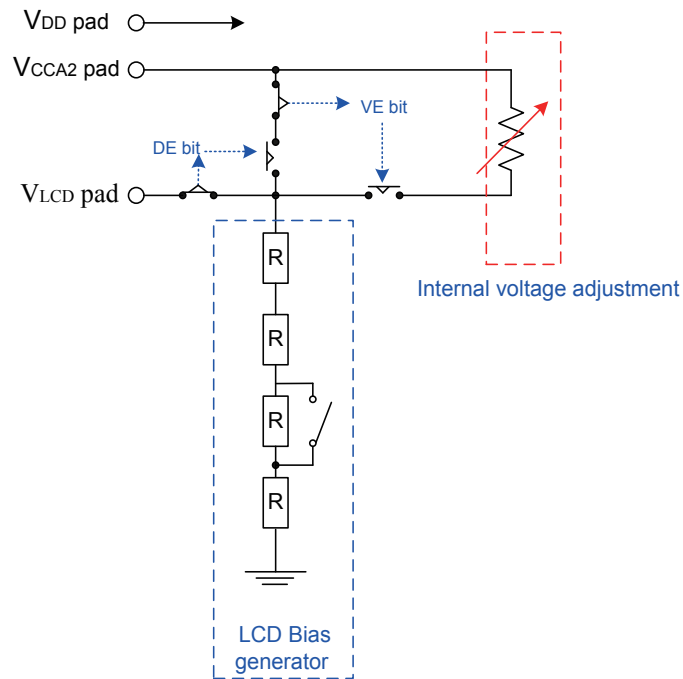 VDD pad
VCCA2 pad
VE bit
DE bit
VLCD pad
R
Internal voltage adjustment
R
R
R
LCD Bias
generator